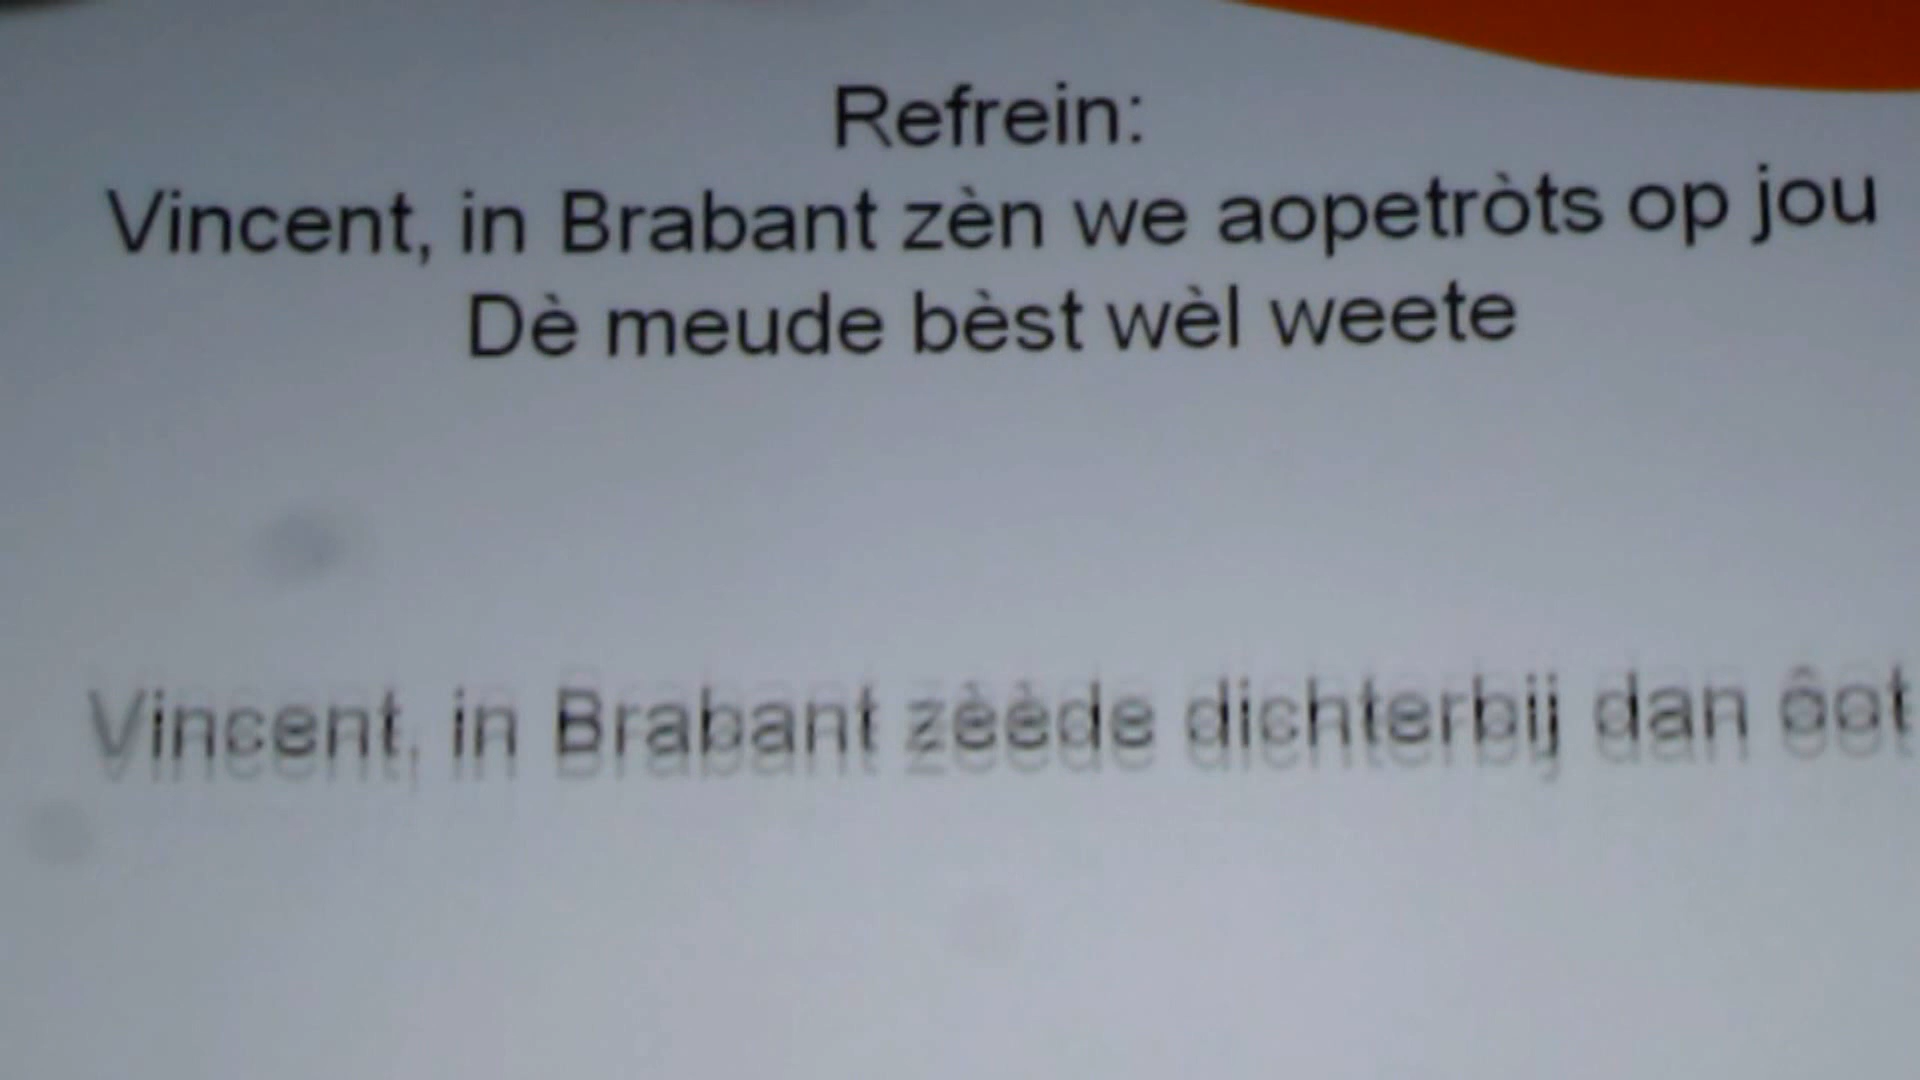 Refrein:
Vincent, in Brabant zèn we aopetròts op jou
Dè meude bèst wèl weete
Vincent, in Brabant zèède dichterbij dan ôot